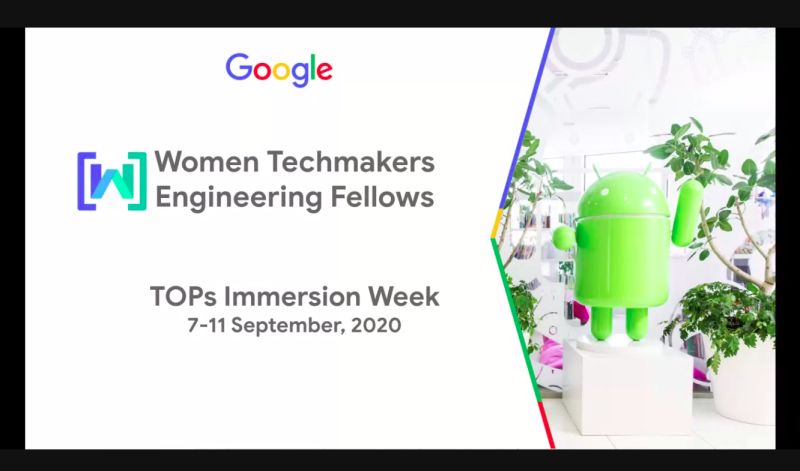 Google
[W] Women Techmakers
Engineering Fellows
TOPs Immersion Week
7-11 September, 2020